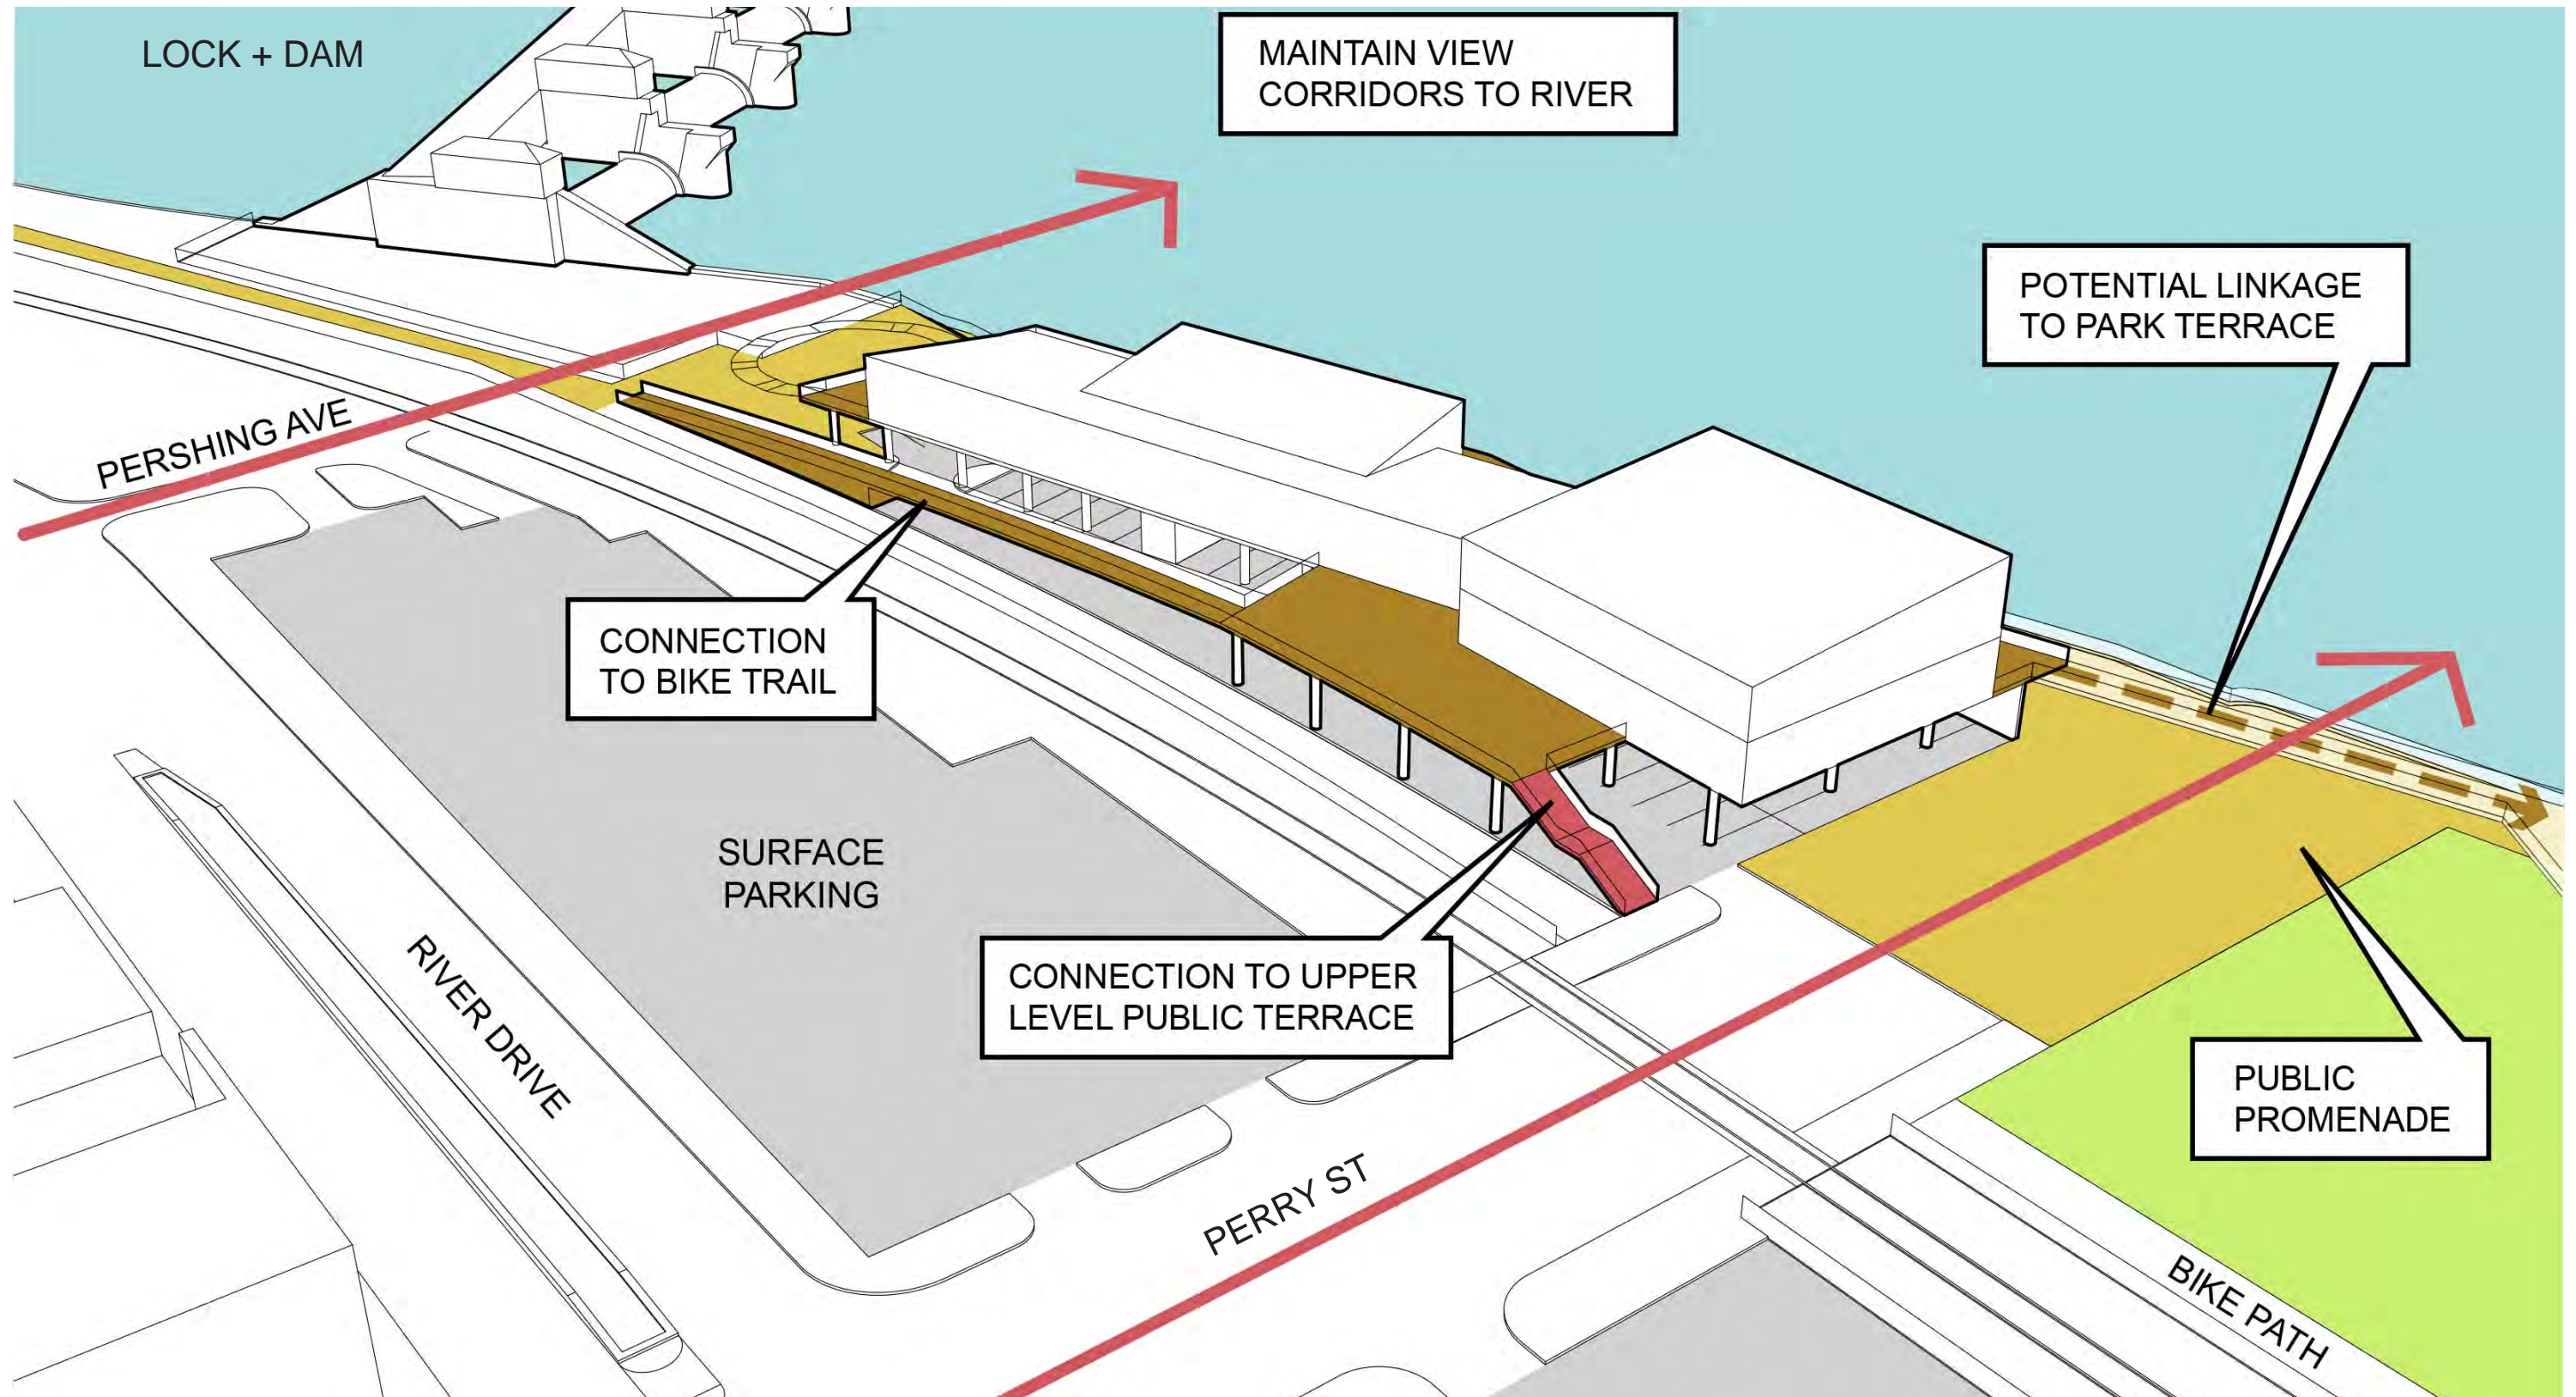 LOCK + DAM
MAINTAIN VIEW
CORRIDORS TO RIVER
POTENTIAL LINKAGE
TO PARK TERRACE
PERSHING AVE
CONNECTION
TO BIKE TRAIL
SURFACE
PARKING
RIVER DRIVE
CONNECTION TO UPPER
LEVEL PUBLIC TERRACE
PUBLIC
PROMENADE
PERRY ST
BIKE PATH